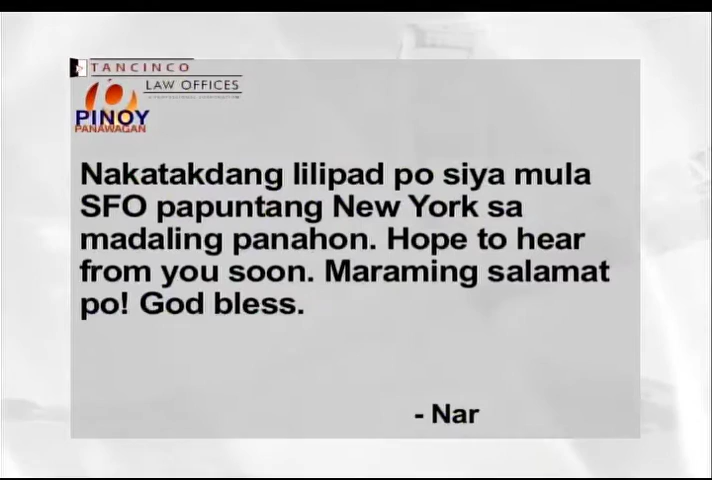 TANCINCO
LAW OFFICES
PINOY
PANAWAGAN
Nakatakdang lilipad po siya mula
SFO papuntang New York sa
madaling panahon. Hope to hear
from you soon. Maraming salamat
po! God bless.
- Nar